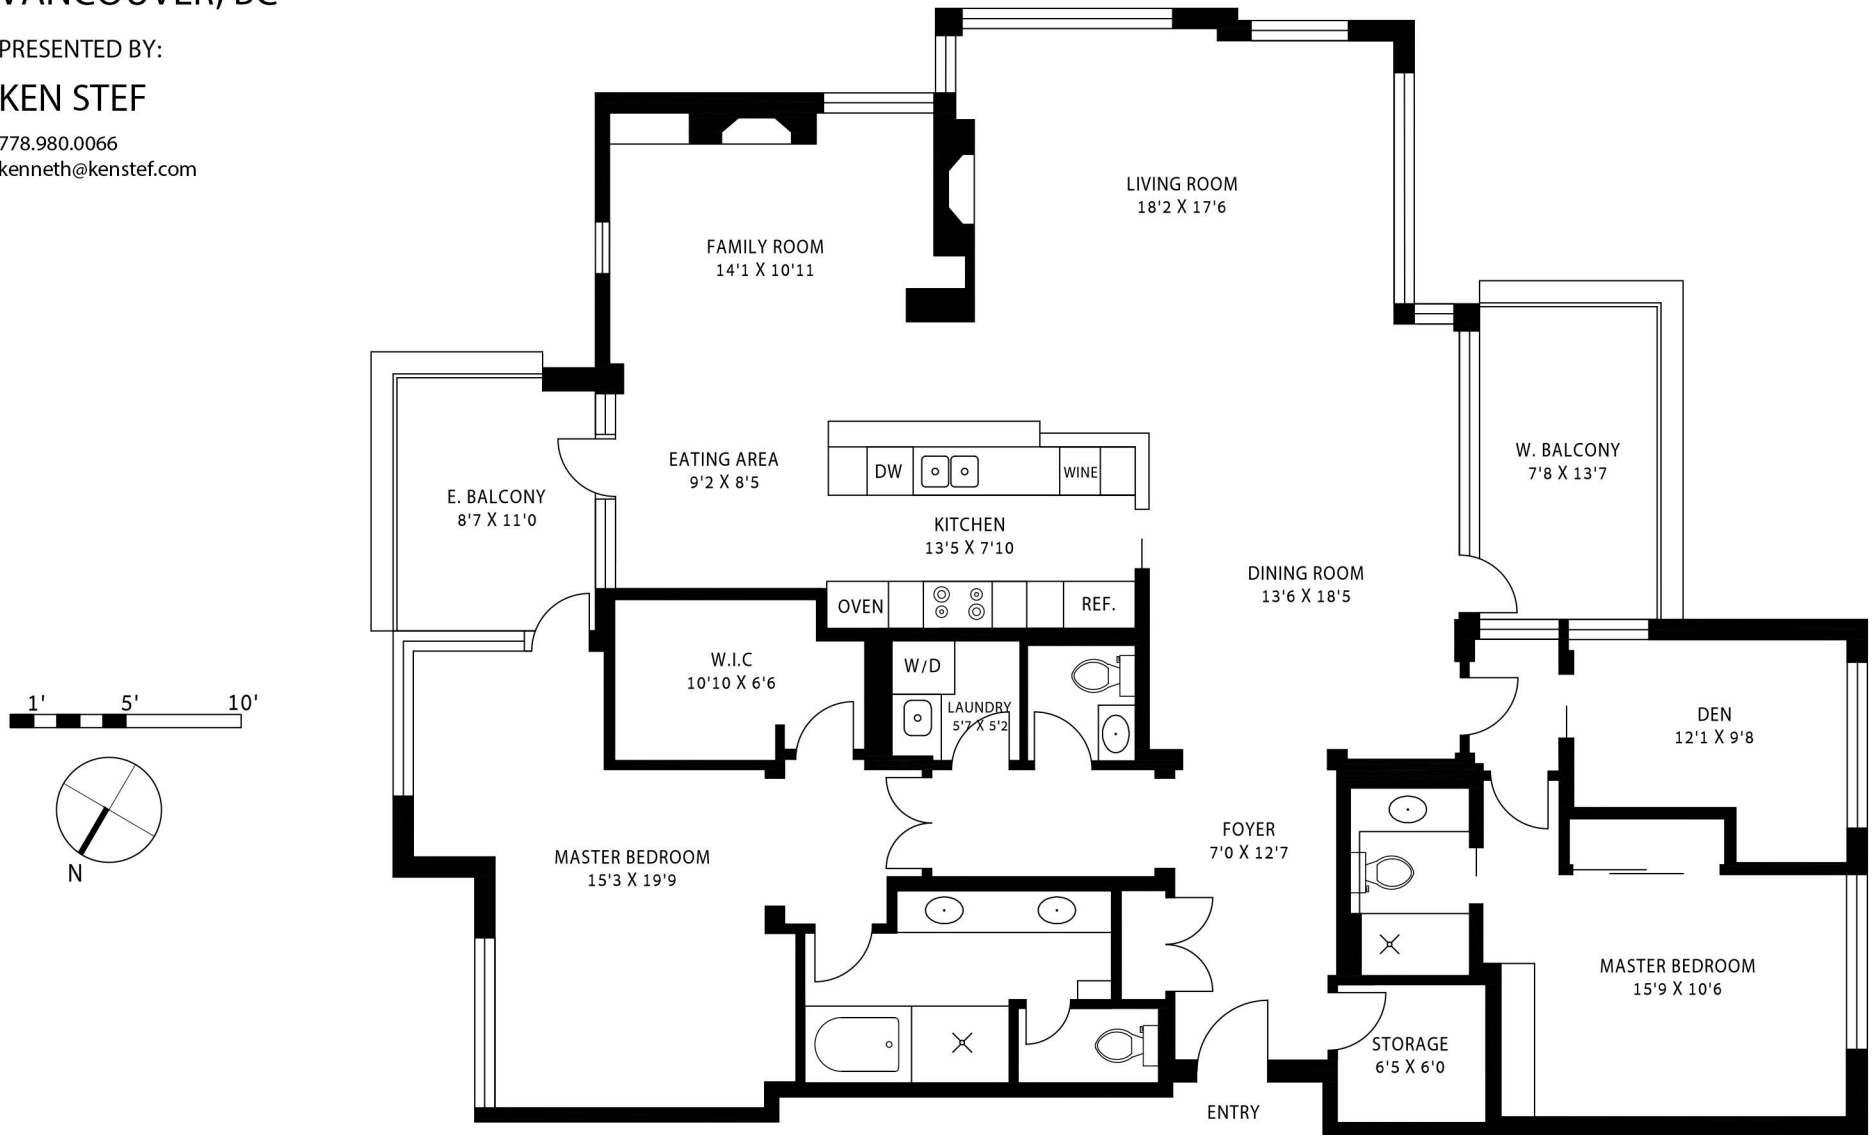 VANCOUVER, BC
PRESENTED BY:
KEN STEF
778.980.0066
kenneth@kenstef.com
LIVING ROOM
18'2 X 17'6
FAMILY ROOM
14'1 X 10'11
EATING AREA
9'2 X 8'5
DW
WINE
W. BALCONY
7'8 X 13'7
E. BALCONY
8'7 X 11'0
KITCHEN
13'5 X 7'10
DINING ROOM
13'6 X 18'5
OVEN
REF.
W.I.C
10'10 X 6'6
W/D
LAUNDRY
5'7 X 5'2
1' 5' 10'
N
DEN
12'1 X 9'8
FOYER
7'0 X 12'7
MASTER BEDROOM
15'3 X 19'9
MASTER BEDROOM
15'9 X 10'6
STORAGE
6'5 X 6'0
ENTRY